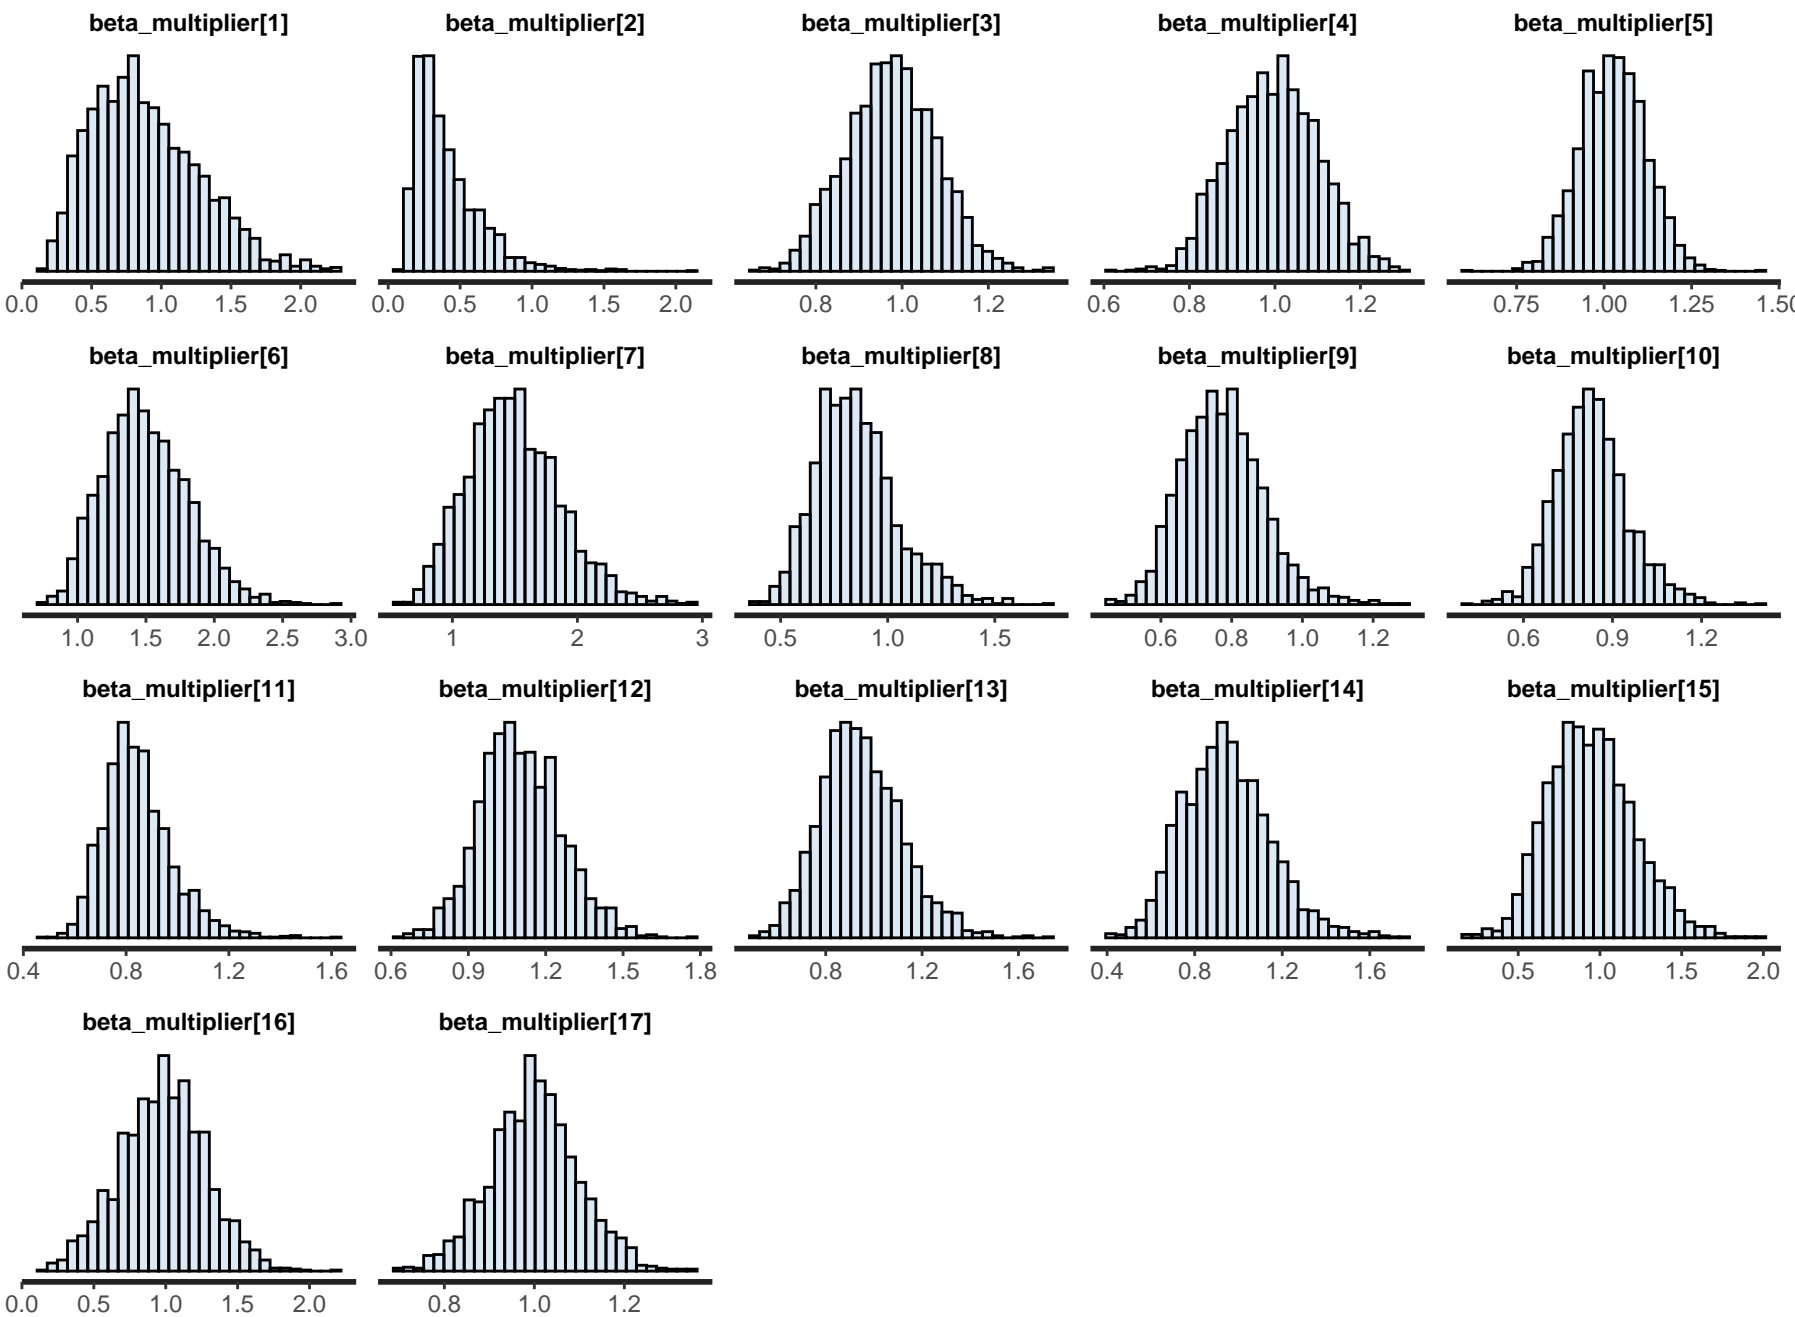 beta_multiplier[1] beta_multiplier[2] beta_multiplier[3] beta_multiplier[4] beta_multiplier[5]
0.0 0.5 1.0 1.5 2.0 0.0 0.5 1.0 1.5 2.0 0.8 1.0 1.2 0.6 0.8 1.0 1.2 0.75 1.00 1.25 1.50
beta_multiplier[6] beta_multiplier[7] beta_multiplier[8] beta_multiplier[9] beta_multiplier[10]
1.0 1.5 2.0 2.5 3.0 1 2 3 0.5 1.0 1.5 0.6 0.8 1.0 1.2 0.6 0.9 1.2
beta_multiplier[11] beta_multiplier[12] beta_multiplier[13] beta_multiplier[14] beta_multiplier[15]
0.4 0.8 1.2 1.6 0.6 0.9 1.2 1.5 1.8 0.8 1.2 1.6 0.4 0.8 1.2 1.6 0.5 1.0 1.5 2.0
beta_multiplier[16] beta_multiplier[17]
0.0 0.5 1.0 1.5 2.0 0.8 1.0 1.2